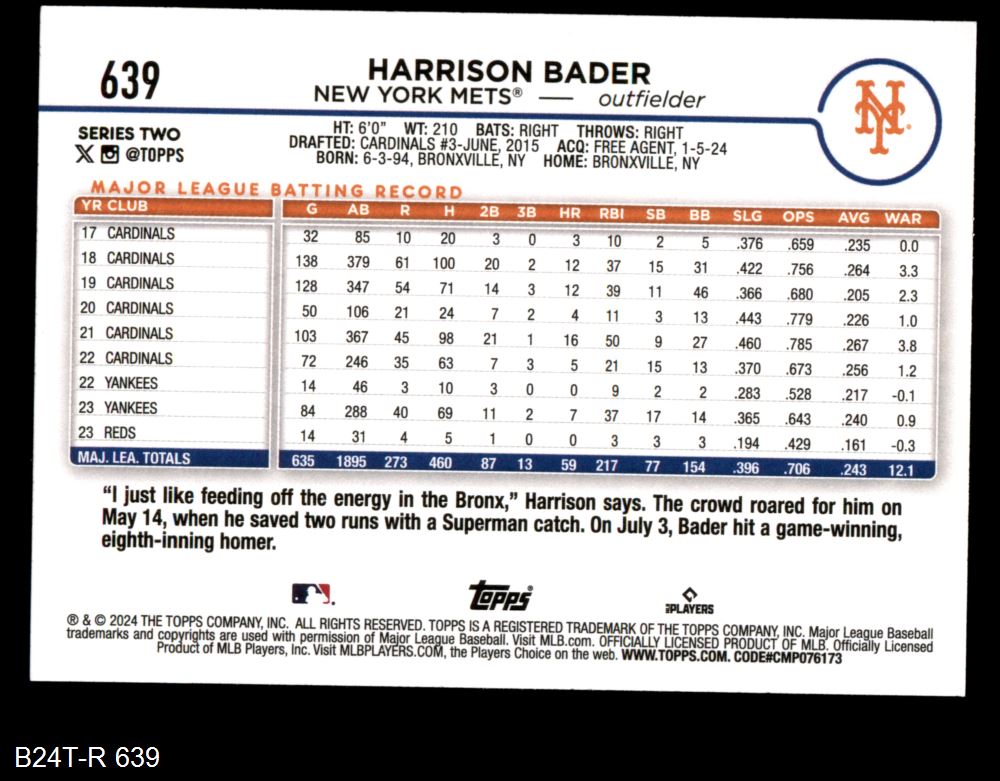 639
HARRISON BADER
NEW YORK METS® — outfielder
NY
SERIES TWO
X @TOPPS
HT: 6'0" WT: 210 BATS: RIGHT THROWS: RIGHT
DRAFTED: CARDINALS #3-JUNE, 2015 ACQ: FREE AGENT, 1-5-24
BORN: 6-3-94, BRONXVILLE, NY HOME: BRONXVILLE, NY
MAJOR LEAGUE BATTING RECORD
YR CLUB G AB R H 2B 3B HR RBI SB BB SLG OPS AVG WAR
17 CARDINALS 32 85 10 20 3 0 3 10 2 5 .376 .659 .235 0.0
18 CARDINALS 138 379 61 100 20 2 12 37 15 31 .422 .756 .264 3.3
19 CARDINALS 128 347 54 71 14 3 12 39 11 46 .366 .680 .205 2.3
20 CARDINALS 50 106 21 24 7 2 4 11 3 13 .443 .779 .226 1.0
21 CARDINALS 103 367 45 98 21 1 16 50 9 27 .460 .785 .267 3.8
22 CARDINALS 72 246 35 63 7 3 5 21 15 13 .370 .673 .256 1.2
22 YANKEES 14 46 3 10 3 0 0 9 2 2 .283 .528 .217 -0.1
23 YANKEES 84 288 40 69 11 2 7 37 17 14 .365 .643 .240 0.9
23 REDS 14 31 4 5 1 0 0 3 3 3 .194 .429 .161 -0.3
MAJ. LEA. TOTALS 635 1895 273 460 87 13 59 217 77 154 .396 .706 .243 12.1
“I just like feeding off the energy in the Bronx,” Harrison says. The crowd roared for him on
May 14, when he saved two runs with a Superman catch. On July 3, Bader hit a game-winning,
eighth-inning homer.
Topps®
PLAYERS
® & © 2024 THE TOPPS COMPANY, INC. ALL RIGHTS RESERVED. TOPPS IS A REGISTERED TRADEMARK OF THE TOPPS COMPANY, INC. Major League Baseball
trademarks and copyrights are used with permission of Major League Baseball. Visit MLB.com. OFFICIALLY LICENSED PRODUCT OF MLB. Officially Licensed
Product of MLB Players, Inc. Visit MLBPLAYERS.COM, the Players Choice on the web. WWW.TOPPS.COM. CODE#CMP076173
B24T-R 639